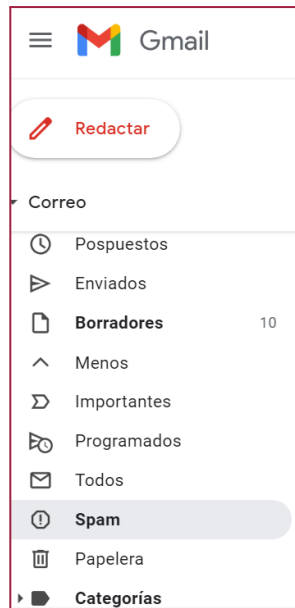 Gmail
Redactar
Correo
Pospuestos
Enviados
Borradores 10
Menos
Importantes
Programados
Todos
Spam
Papelera
Categorías